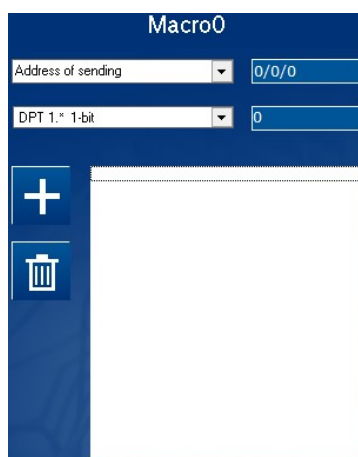 Macro0
Address of sending 0/0/0
DPT 1.* 1-bit 0